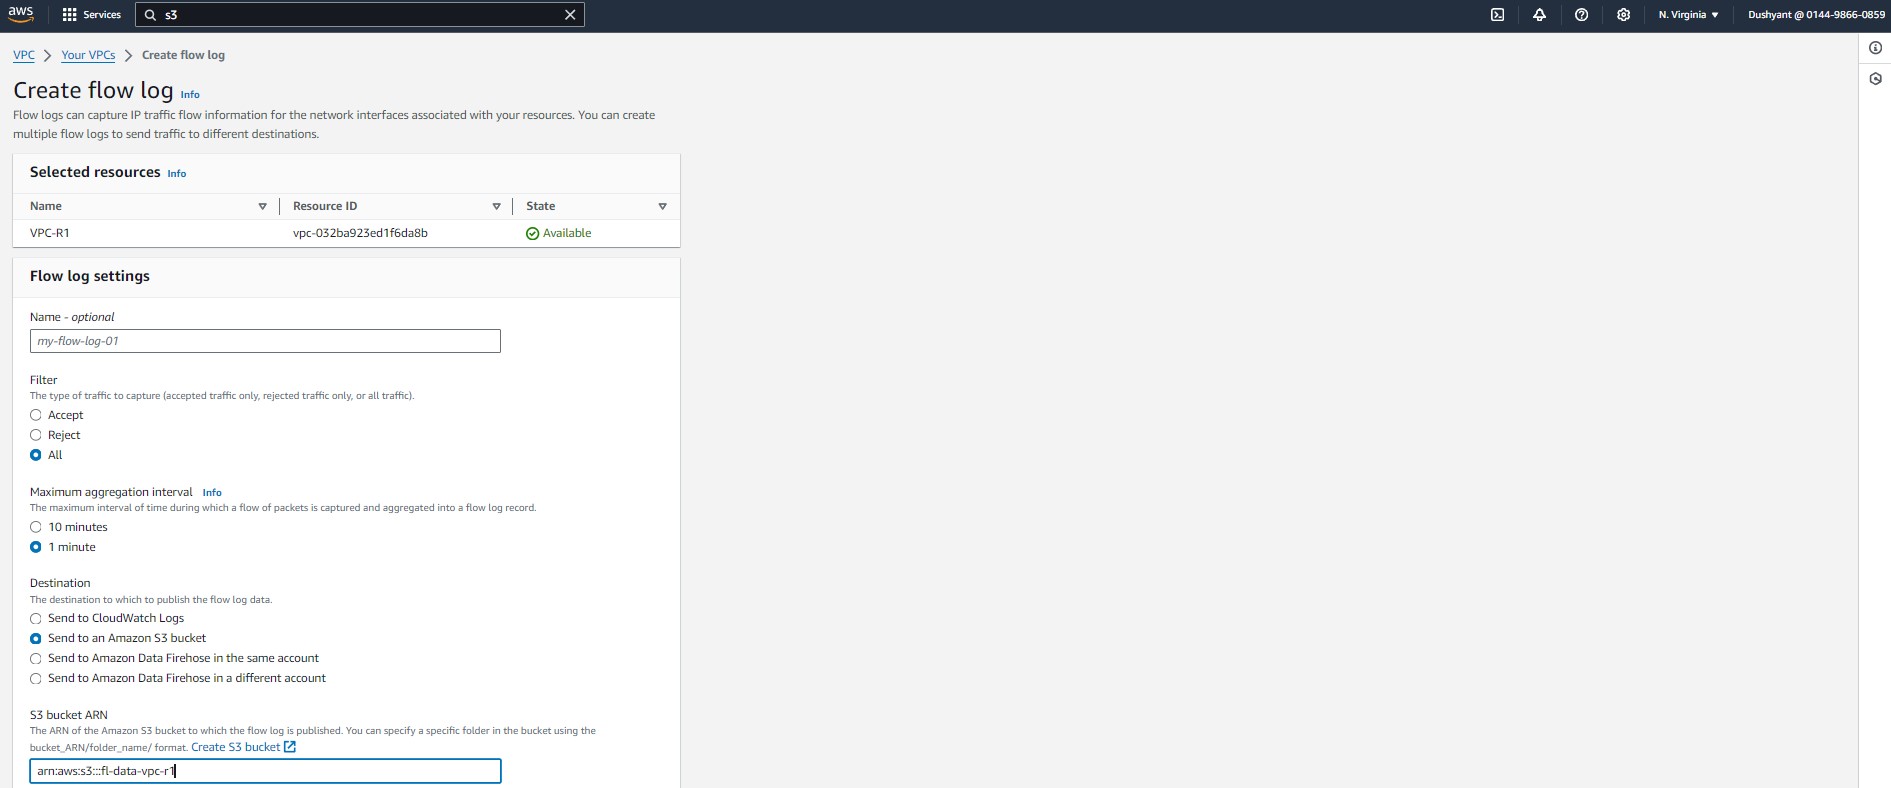 aws Services s3 N. Virginia Dushyant @ 0144-9866-0859
VPC Your VPCs Create flow log
Create flow log Info
Flow logs can capture IP traffic flow information for the network interfaces associated with your resources. You can create
multiple flow logs to send traffic to different destinations.
Selected resources Info
Name Resource ID State
VPC-R1 vpc-032ba923ed1f6da8b Available
Flow log settings
Name - optional
my-flow-log-01
Filter
The type of traffic to capture (accepted traffic only, rejected traffic only, or all traffic).
Accept
Reject
All
Maximum aggregation interval Info
The maximum interval of time during which a flow of packets is captured and aggregated into a flow log record.
10 minutes
1 minute
Destination
The destination to which to publish the flow log data.
Send to CloudWatch Logs
Send to an Amazon S3 bucket
Send to Amazon Data Firehose in the same account
Send to Amazon Data Firehose in a different account
S3 bucket ARN
The ARN of the Amazon S3 bucket to which the flow log is published. You can specify a specific folder in the bucket using the
bucket_ARN/folder_name/ format. Create S3 bucket
arn:aws:s3:::fl-data-vpc-r1